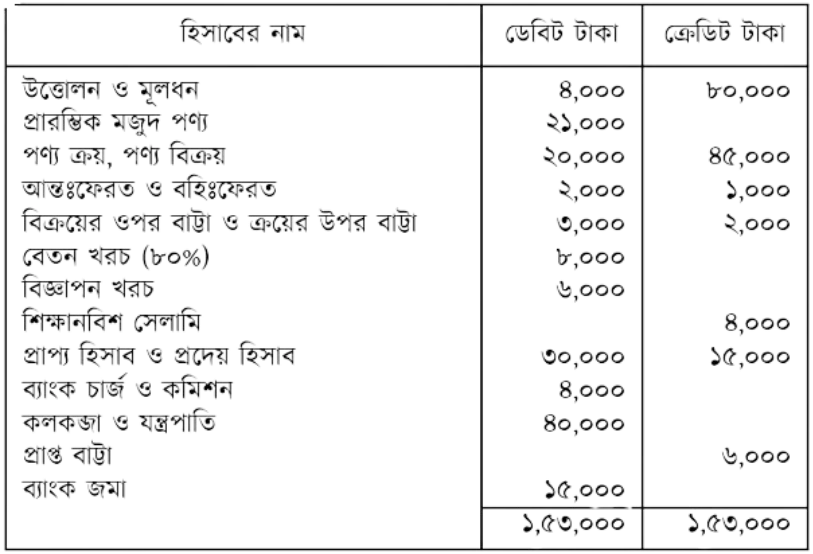 হিসাবের নাম ডেবিট টাকা ক্রেডিট টাকা
উত্তোলন ও মূলধন ৪,০০০ ৮০,০০০
প্রারম্ভিক মজুদ পণ্য ২১,০০০
পণ্য ক্রয়, পণ্য বিক্রয় ২০,০০০ ৪৫,০০০
আন্তঃফেরত ও বহিঃফেরত ২,০০০ ১,০০০
বিক্রয়ের ওপর বাট্টা ও ক্রয়ের উপর বাট্টা ৩,০০০ ২,০০০
বেতন খরচ (৮০%) ৮,০০০
বিজ্ঞাপন খরচ ৬,০০০
শিক্ষানবিশ সেলামি ৪,০০০
প্রাপ্য হিসাব ও প্রদেয় হিসাব ৩০,০০০ ১৫,০০০
ব্যাংক চার্জ ও কমিশন ৪,০০০
কলকব্জা ও যন্ত্রপাতি ৪০,০০০
প্রাপ্ত বাট্টা ৬,০০০
ব্যাংক জমা ১৫,০০০
১,৫৩,০০০ ১,৫৩,০০০